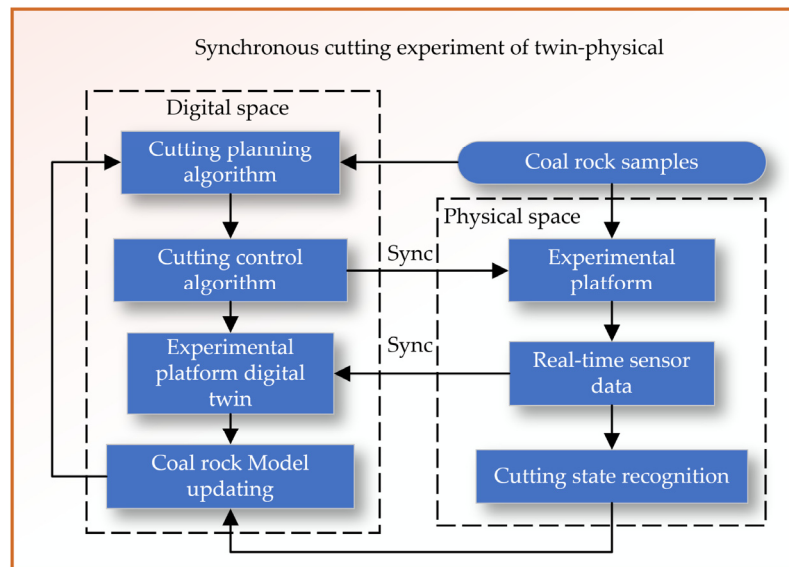 Synchronous cutting experiment of twin-physical
Digital space
Cutting planning
algorithm
Coal rock samples
Physical space
Cutting control
algorithm
Sync
Experimental
platform
Experimental
platform digital
twin
Sync
Real-time sensor
data
Coal rock Model
updating
Cutting state recognition